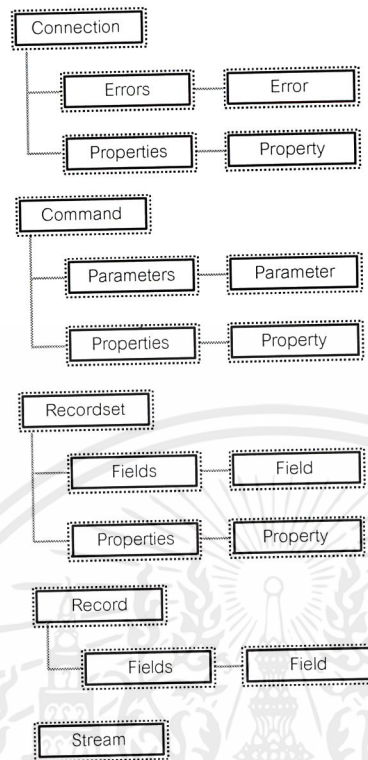 Connection
Errors Error
Properties Property
Command
Parameters Parameter
Properties Property
Recordset
Fields Field
Properties Property
Record
Fields Field
Stream